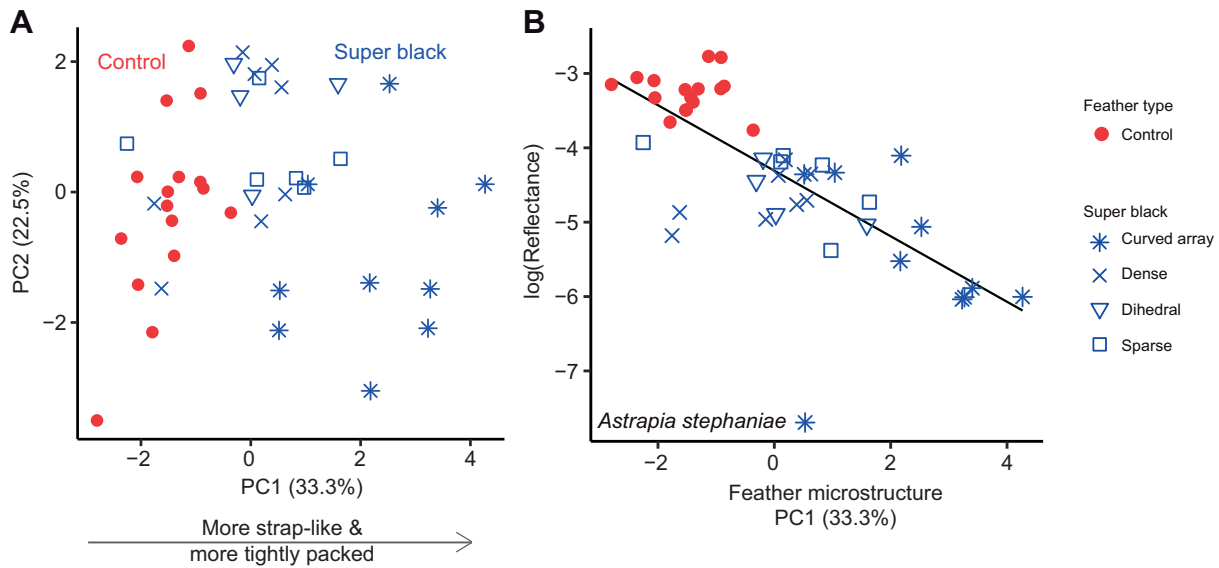 A
Control
Super black
2
0
−2
PC2 (22.5%)
−2
0
2
4
PC1 (33.3%)
More strap-like &
more tightly packed
B
−3
−4
−5
−6
−7
log(Reflectance)
Astrapia stephaniae
−2
0
2
4
Feather microstructure
PC1 (33.3%)
Feather type
Control
Super black
Curved array
Dense
Dihedral
Sparse